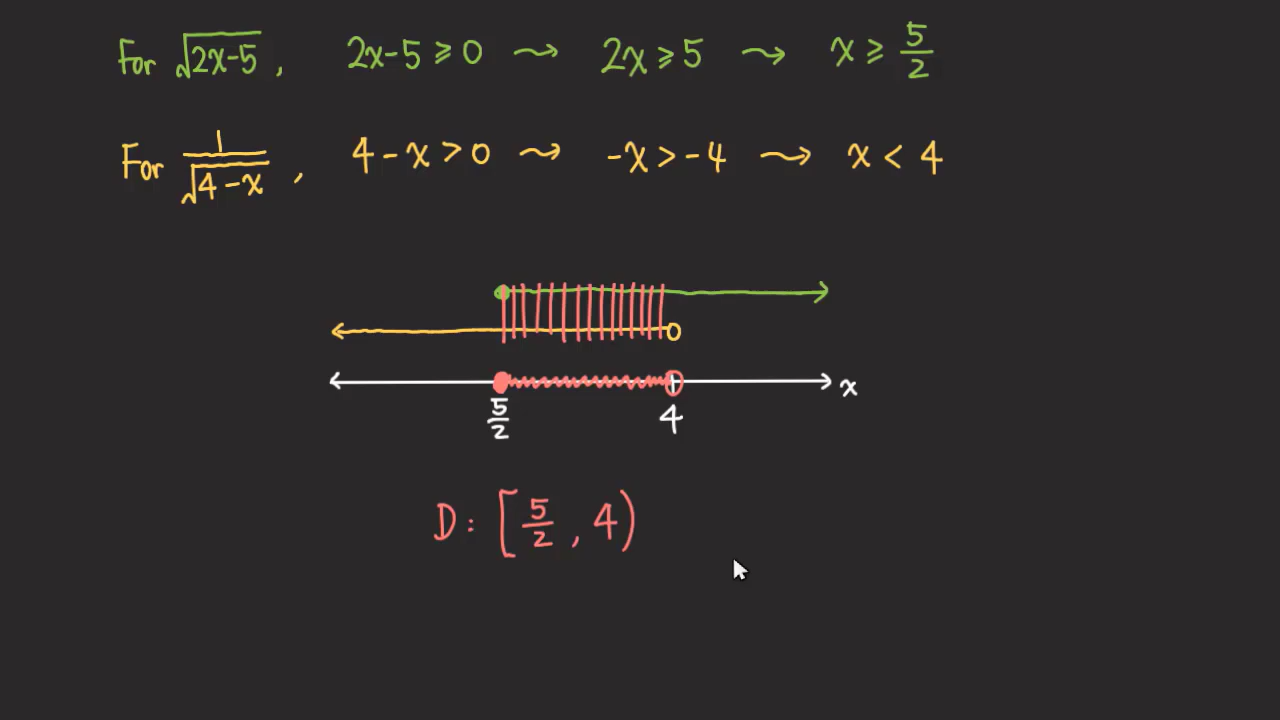 For √(2x-5), 2x-5 ≥ 0 ⇝ 2x ≥ 5 ⇝ x ≥ 5/2
For 1/√(4-x), 4-x > 0 ⇝ -x > -4 ⇝ x < 4
x
5/2 4
D: [5/2, 4)